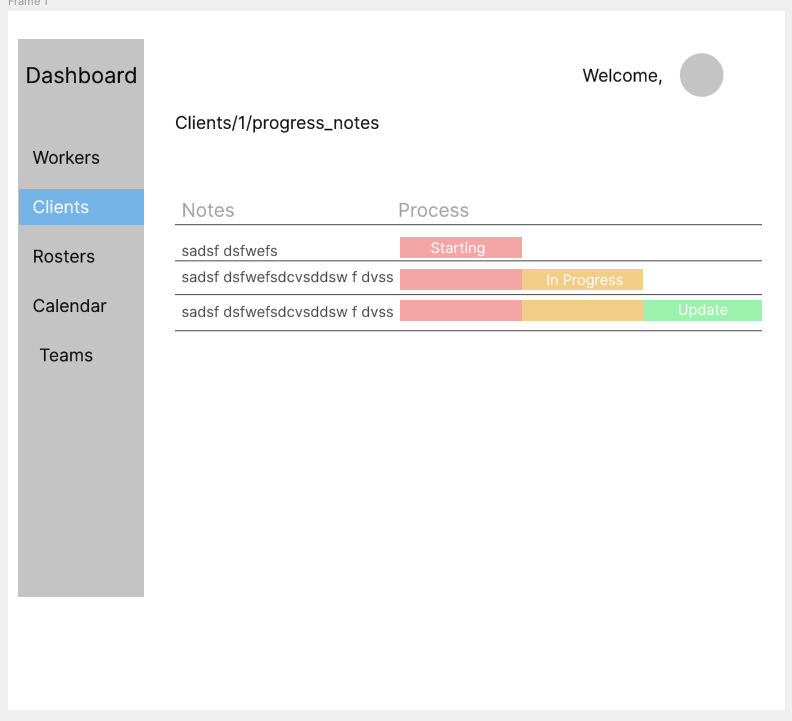 Frame 1
Dashboard
Welcome,
Clients/1/progress_notes
Workers
Clients
Rosters
Calendar
Teams
Notes Process
sadsf dsfwefs Starting
sadsf dsfwefsdcvsddsw f dvss In Progress
sadsf dsfwefsdcvsddsw f dvss Update